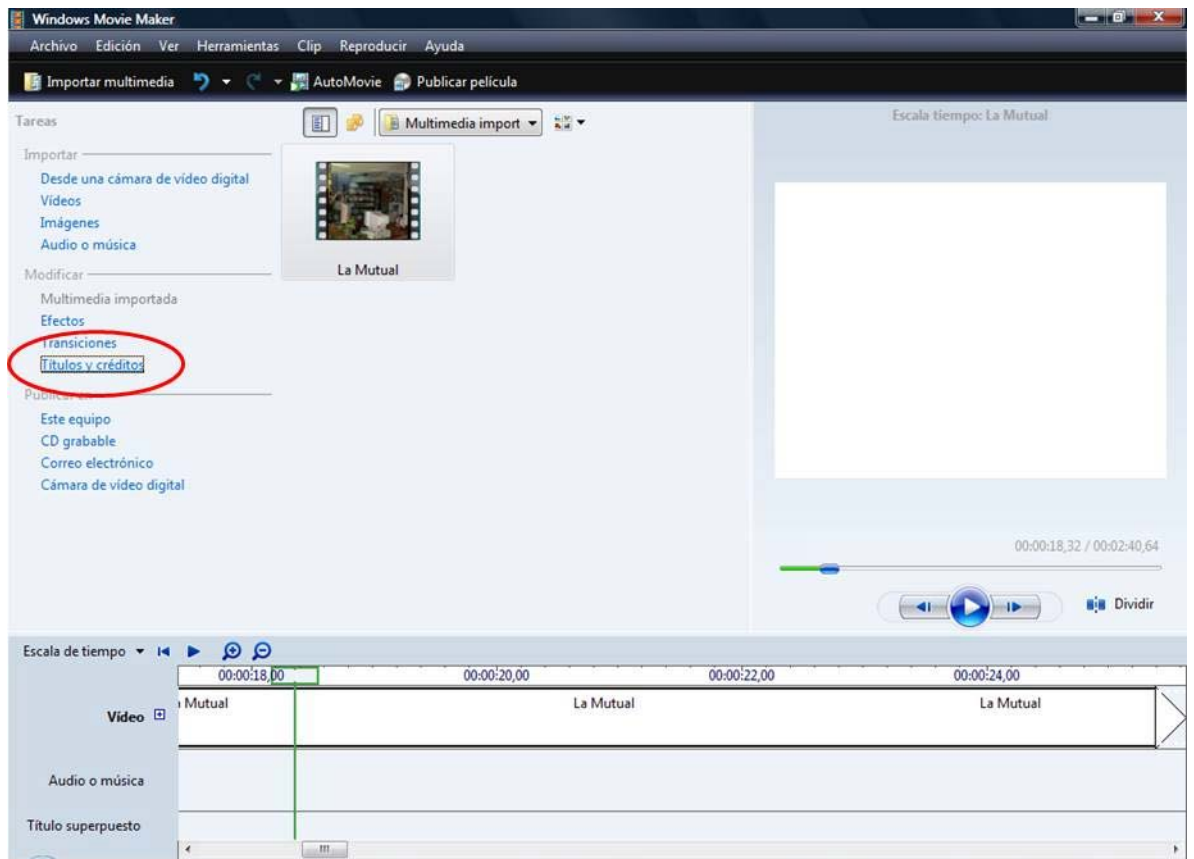 Windows Movie Maker
Archivo Edición Ver Herramientas Clip Reproducir Ayuda
Importar multimedia AutoMovie Publicar película
Tareas
Importar
Desde una cámara de vídeo digital
Vídeos
Imágenes
Audio o música
Modificar
Multimedia importada
Efectos
Transiciones
Títulos y créditos
Publicar en
Este equipo
CD grabable
Correo electrónico
Cámara de vídeo digital
Multimedia import
La Mutual
Escala tiempo: La Mutual
00:00:18,32 / 00:02:40,64
Dividir
Escala de tiempo
00:00:18,00 00:00:20,00 00:00:22,00 00:00:24,00
Vídeo Mutual La Mutual La Mutual
Audio o música
Título superpuesto